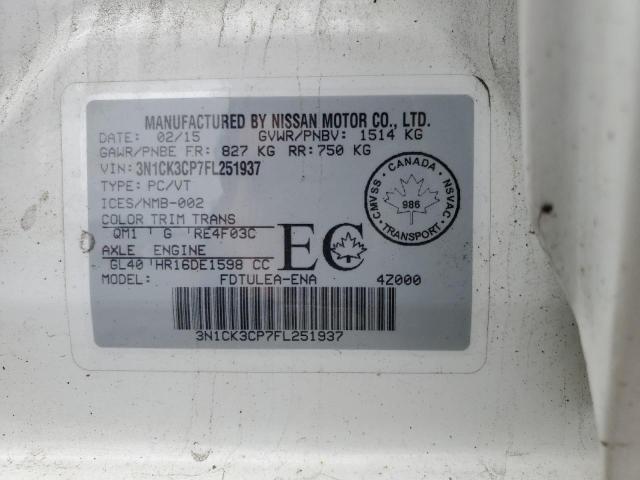 MANUFACTURED BY NISSAN MOTOR CO., LTD.
DATE: 02/15 GVWR/PNBV: 1514 KG
GAWR/PNBE FR: 827 KG RR: 750 KG
VIN: 3N1CK3CP7FL251937
TYPE: PC/VT
ICES/NMB-002
COLOR TRIM TRANS
QM1 G RE4F03C
AXLE ENGINE
GL40 HR16DE1598 CC
MODEL: FDTULEA-ENA 4Z000
3N1CK3CP7FL251937
EC
CANADA
CMVSS
NSVAC
986
TRANSPORT